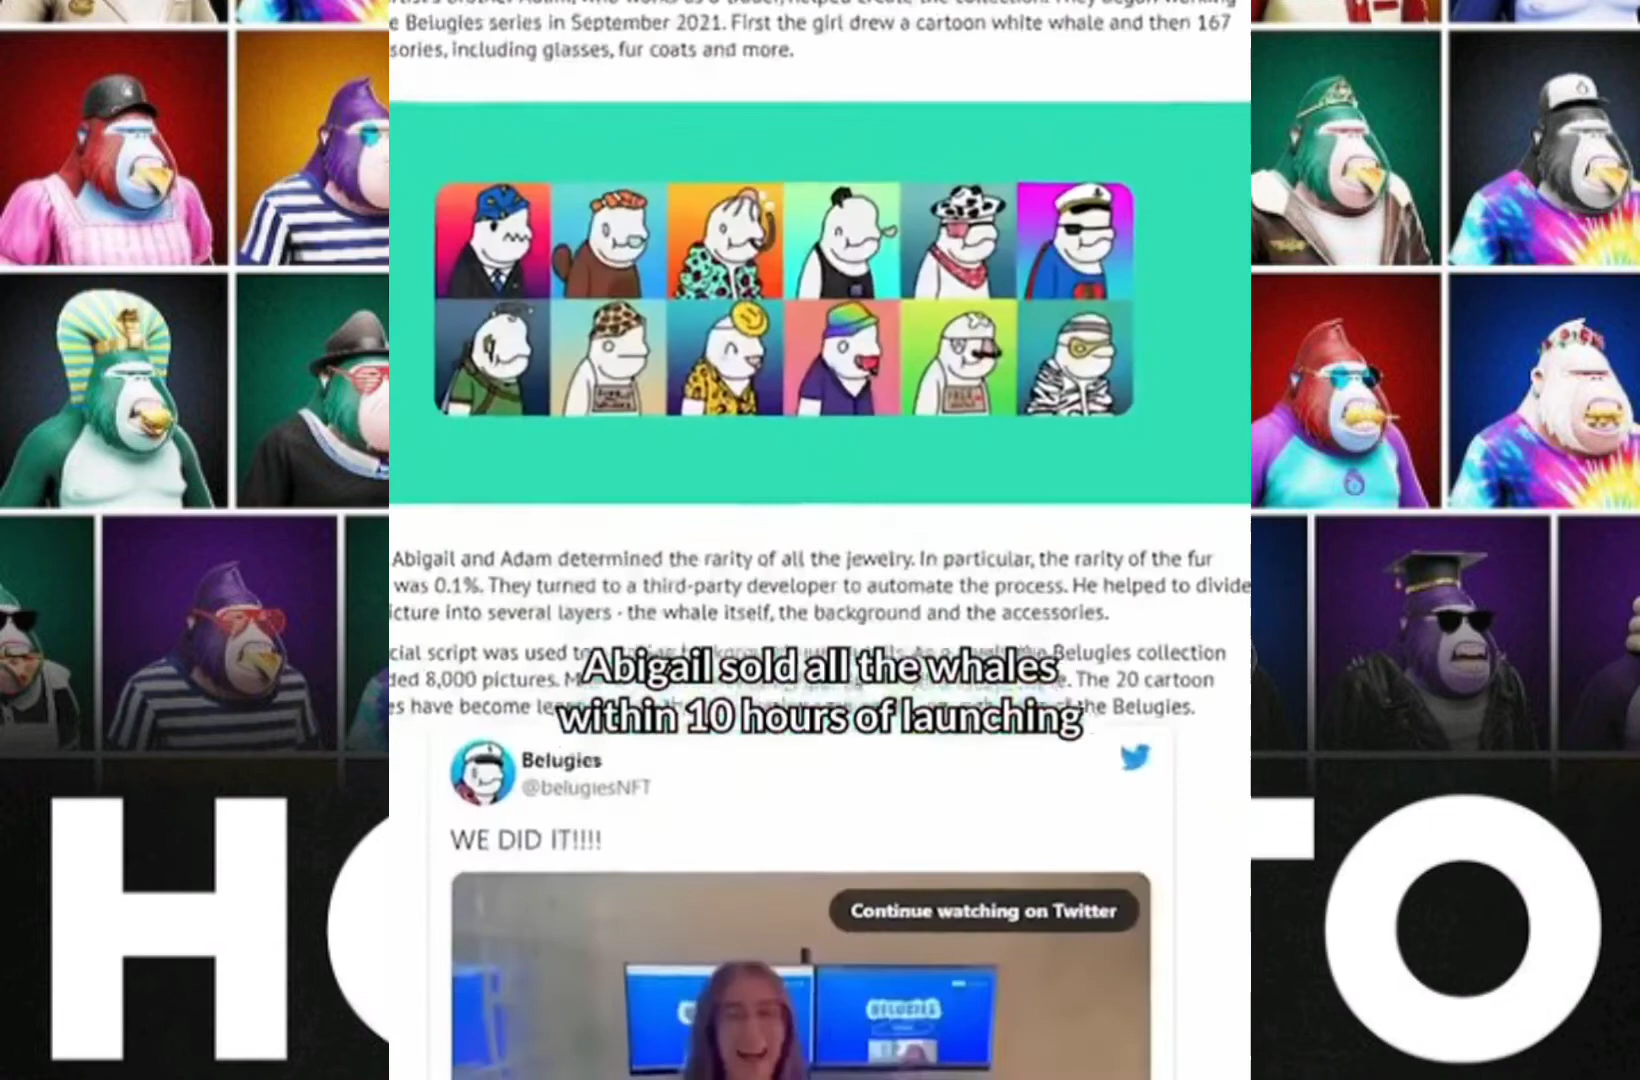 e Belugies series in September 2021. First the girl drew a cartoon white whale and then 167
sories, including glasses, fur coats and more.
Abigail and Adam determined the rarity of all the jewelry. In particular, the rarity of the fur
was 0.1%. They turned to a third-party developer to automate the process. He helped to divide
icture into several layers - the whale itself, the background and the accessories.
cial script was used to Belugies collection
ded 8,000 pictures. e. The 20 cartoon
es have become the Belugies.
Abigail sold all the whales
within 10 hours of launching
Belugies
@belugiesNFT
WE DID IT!!!!
Continue watching on Twitter
BELUGIES
HO TO